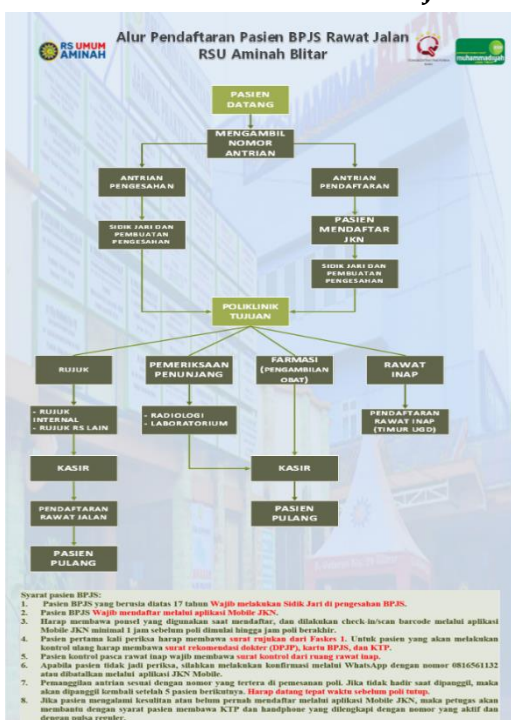 Alur Pendaftaran Pasien BPJS Rawat Jalan
RSU Aminah Blitar
RS UMUM
AMINAH
muhammadiyah
PASIEN
DATANG
MENGAMBIL
NOMOR
ANTRIAN
ANTRIAN
PENGESAHAN
ANTRIAN
PENDAFTARAN
SIDIK JARI DAN
PEMBUATAN
PENGESAHAN
PASIEN
MENDAFTAR
JKN
SIDIK JARI DAN
PEMBUATAN
PENGESAHAN
POLIKLINIK
TUJUAN
RUJUK
PEMERIKSAAN
PENUNJANG
FARMASI
(PENGAMBILAN
OBAT)
RAWAT
INAP
- RUJUK
INTERNAL
- RUJUK RS LAIN
- RADIOLOGI
- LABORATORIUM
PENDAFTARAN
RAWAT INAP
(TIMUR UGD)
KASIR
KASIR
PENDAFTARAN
RAWAT JALAN
PASIEN
PULANG
PASIEN
PULANG
Syarat pasien BPJS:
1. Pasien BPJS yang berusia diatas 17 tahun Wajib melakukan Sidik Jari di pengesahan BPJS.
2. Pasien BPJS Wajib mendaftar melalui aplikasi Mobile JKN.
3. Harap membawa ponsel yang digunakan saat mendaftar, dan dilakukan check-in/scan barcode melalui aplikasi
Mobile JKN minimal 1 jam sebelum poli dimulai hingga jam poli berakhir.
4. Pasien pertama kali periksa harap membawa surat rujukan dari Faskes 1. Untuk pasien yang akan melakukan
kontrol ulang harap membawa surat rekomendasi dokter (DPJP), kartu BPJS, dan KTP.
5. Pasien kontrol pasca rawat inap wajib membawa surat kontrol dari ruang rawat inap.
6. Apabila pasien tidak jadi periksa, silahkan melakukan konfirmasi melalui WhatsApp dengan nomor 0816561132
atau dibatalkan melalui aplikasi JKN Mobile.
7. Pemanggilan antrian sesuai dengan nomor yang tertera di pemesanan poli. Jika tidak hadir saat dipanggil, maka
akan dipanggil kembali setelah 5 pasien berikutnya. Harap datang tepat waktu sebelum poli tutup.
8. Jika pasien mengalami kesulitan atau belum pernah mendaftar melalui aplikasi Mobile JKN, maka petugas akan
membantu dengan syarat pasien membawa KTP dan handphone yang dilengkapi dengan nomor yang aktif dan
dengan pulsa reguler.